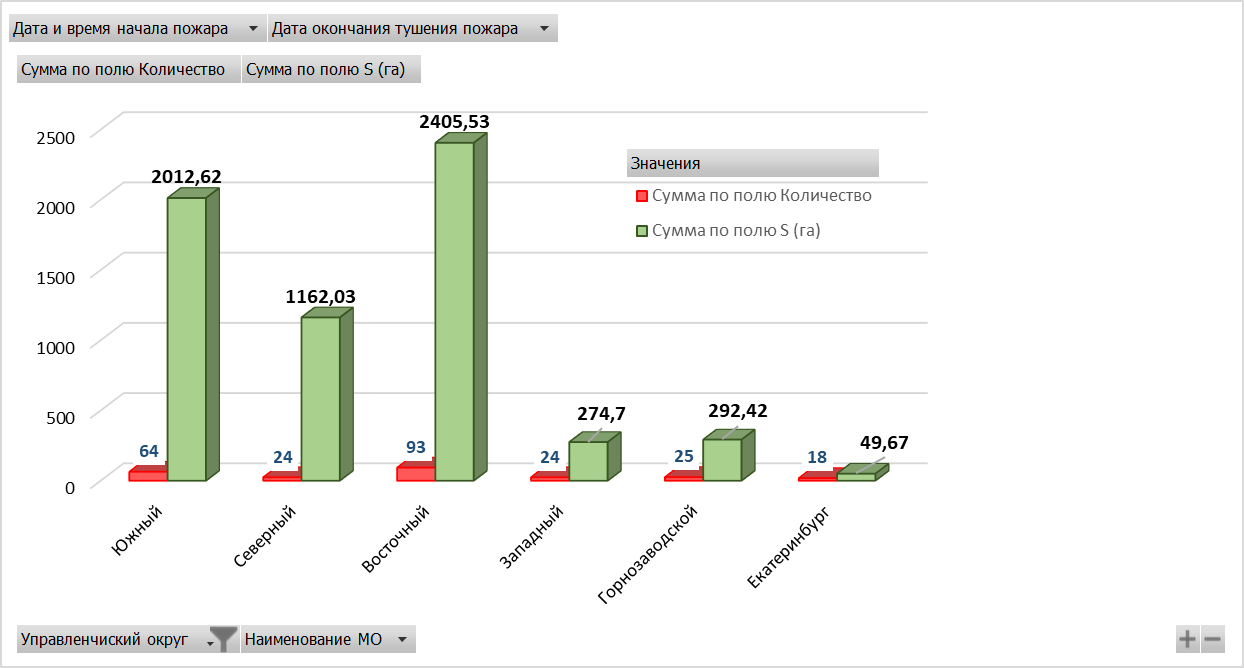 Дата и время начала пожара Дата окончания тушения пожара
Сумма по полю Количество Сумма по полю S (га)
2500
2000
1500
1000
500
0
2012,62
1162,03
2405,53
274,7
292,42
49,67
64
24
93
24
25
18
Значения
Сумма по полю Количество
Сумма по полю S (га)
Южный
Северный
Восточный
Западный
Горнозаводской
Екатеринбург
Управленчиский округ Наименование МО